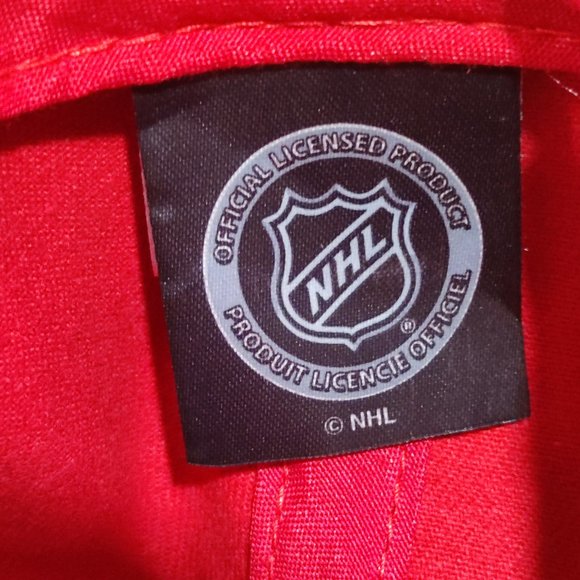 OFFICIAL LICENSED PRODUCT
NHL
®
PRODUIT LICENCIE OFFICIEL
© NHL